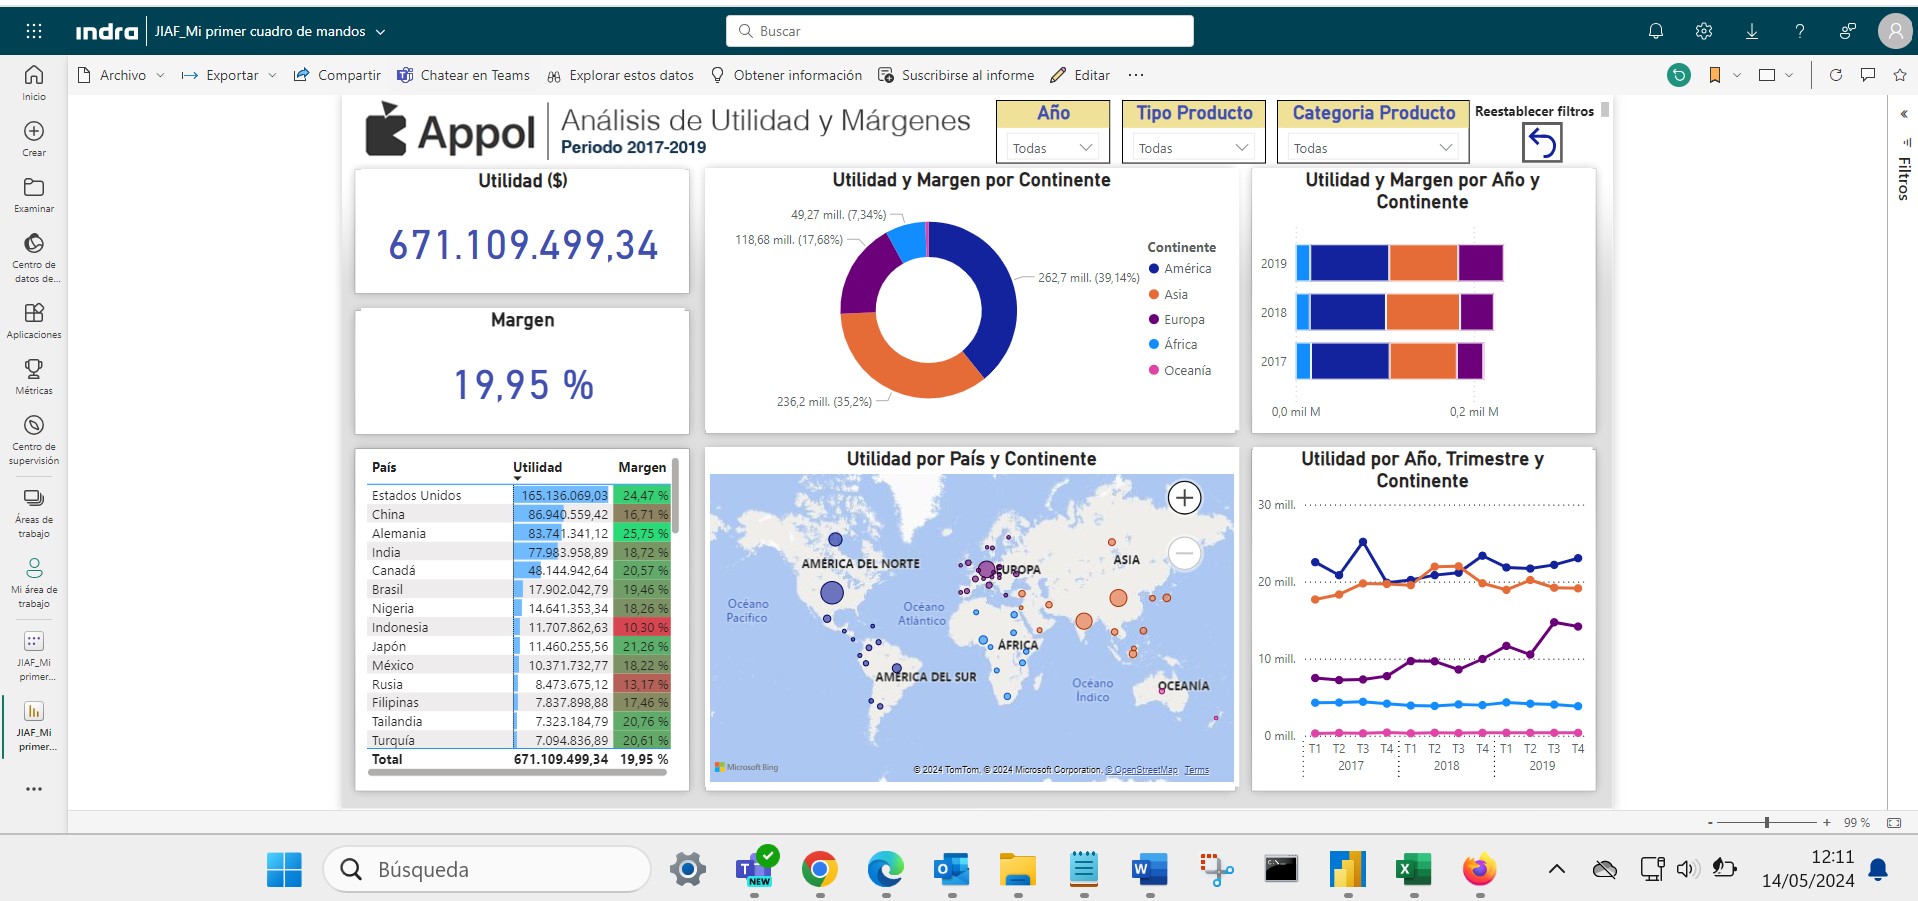 indra
JIAF_Mi primer cuadro de mandos
Buscar
Inicio
Crear
Examinar
Centro de datos de...
Aplicaciones
Métricas
Centro de supervisión
Áreas de trabajo
Mi área de trabajo
JIAF_Mi primer...
JIAF_Mi primer...
Archivo
Exportar
Compartir
Chatear en Teams
Explorar estos datos
Obtener información
Suscribirse al informe
Editar
Filtros
Appol
Análisis de Utilidad y Márgenes
Periodo 2017-2019
Año
Todas
Tipo Producto
Todas
Categoria Producto
Todas
Reestablecer filtros
Utilidad ($)
671.109.499,34
Margen
19,95 %
Utilidad y Margen por Continente
49,27 mill. (7,34%)
118,68 mill. (17,68%)
262,7 mill. (39,14%)
236,2 mill. (35,2%)
Continente
América
Asia
Europa
África
Oceanía
Utilidad y Margen por Año y
Continente
2019
2018
2017
0,0 mil M 0,2 mil M
País Utilidad Margen
Estados Unidos 165.136.069,03 24,47 %
China 86.940.559,42 16,71 %
Alemania 83.741.341,12 25,75 %
India 77.983.958,89 18,72 %
Canadá 48.144.942,64 20,57 %
Brasil 17.902.042,79 19,46 %
Nigeria 14.641.353,34 18,26 %
Indonesia 11.707.862,63 10,30 %
Japón 11.460.255,56 21,26 %
México 10.371.732,77 18,22 %
Rusia 8.473.675,12 13,17 %
Filipinas 7.837.898,88 17,46 %
Tailandia 7.323.184,79 20,76 %
Turquía 7.094.836,89 20,61 %
Total 671.109.499,34 19,95 %
Utilidad por País y Continente
AMÉRICA DEL NORTE
EUROPA
ASIA
Océano
Pacífico
Océano
Atlántico
ÁFRICA
AMÉRICA DEL SUR
Océano
Índico
OCEANÍA
Microsoft Bing
© 2024 TomTom, © 2024 Microsoft Corporation, © OpenStreetMap Terms
Utilidad por Año, Trimestre y
Continente
30 mill.
20 mill.
10 mill.
0 mill.
T1 T2 T3 T4 T1 T2 T3 T4 T1 T2 T3 T4
2017 2018 2019
- + 99 %
Búsqueda
NEW
12:11
14/05/2024